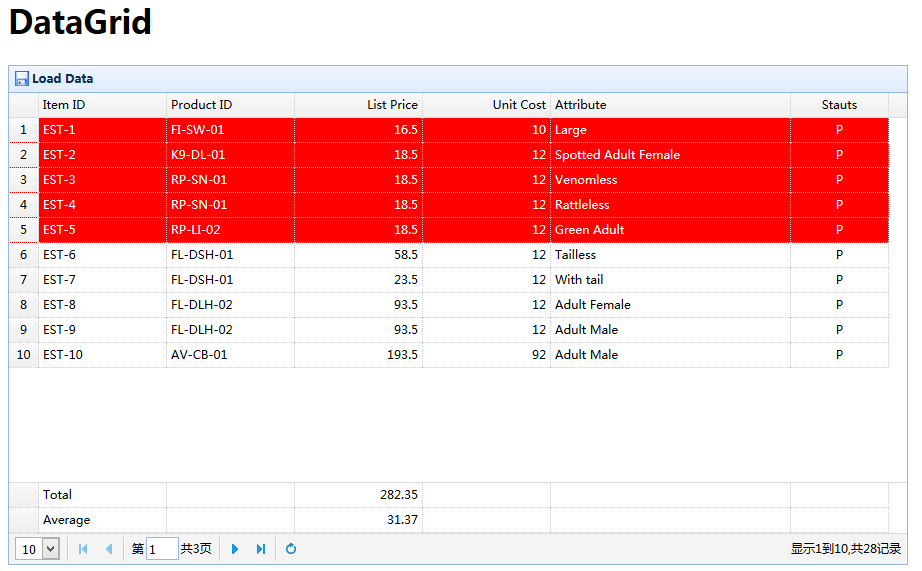 DataGrid
Load Data
Item ID Product ID List Price Unit Cost Attribute Stauts
1 EST-1 FI-SW-01 16.5 10 Large P
2 EST-2 K9-DL-01 18.5 12 Spotted Adult Female P
3 EST-3 RP-SN-01 18.5 12 Venomless P
4 EST-4 RP-SN-01 18.5 12 Rattleless P
5 EST-5 RP-LI-02 18.5 12 Green Adult P
6 EST-6 FL-DSH-01 58.5 12 Tailless P
7 EST-7 FL-DSH-01 23.5 12 With tail P
8 EST-8 FL-DLH-02 93.5 12 Adult Female P
9 EST-9 FL-DLH-02 93.5 12 Adult Male P
10 EST-10 AV-CB-01 193.5 92 Adult Male P
Total 282.35
Average 31.37
10 第 1 共3页 显示1到10,共28记录